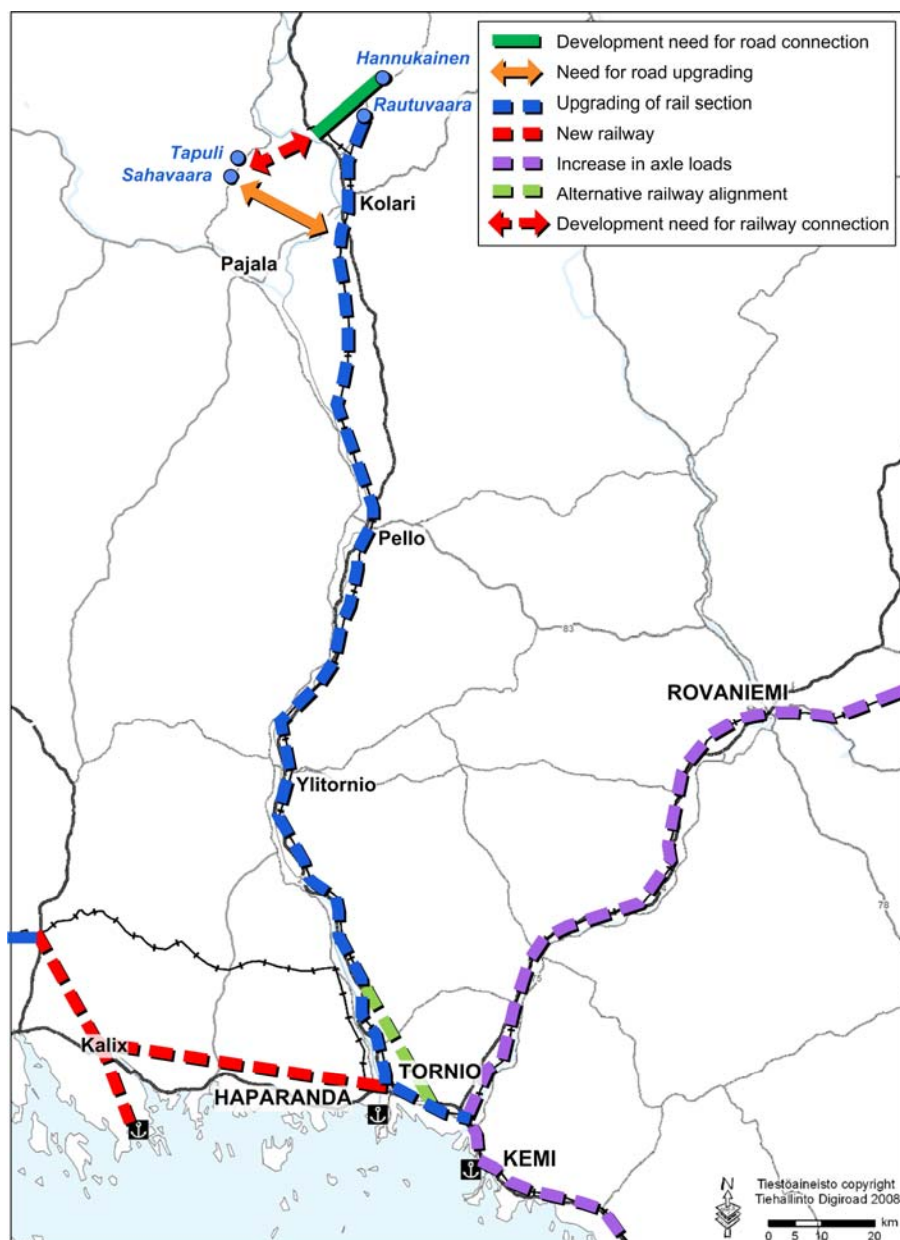 Development need for road connection
Need for road upgrading
Upgrading of rail section
New railway
Increase in axle loads
Alternative railway alignment
Development need for railway connection
Hannukainen
Rautuvaara
Tapuli
Sahavaara
Kolari
Pajala
Pello
83
ROVANIEMI
Ylitornio
78
Kalix
TORNIO
HAPARANDA
KEMI
N
Tiestöaineisto copyright
Tiehallinto Digiroad 2008
km
0 5 10 20